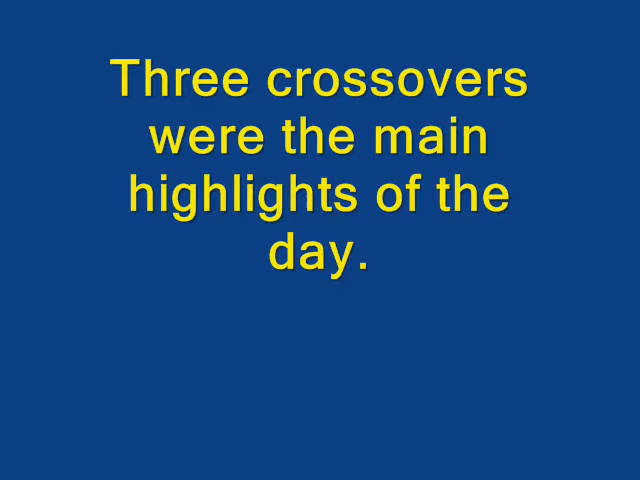 Three crossovers
were the main
highlights of the
day.